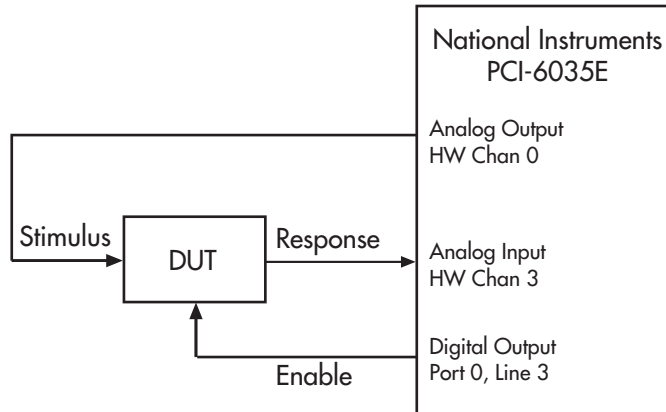 National Instruments
PCI-6035E
Analog Output
HW Chan 0
Stimulus
DUT
Response
Analog Input
HW Chan 3
Enable
Digital Output
Port 0, Line 3